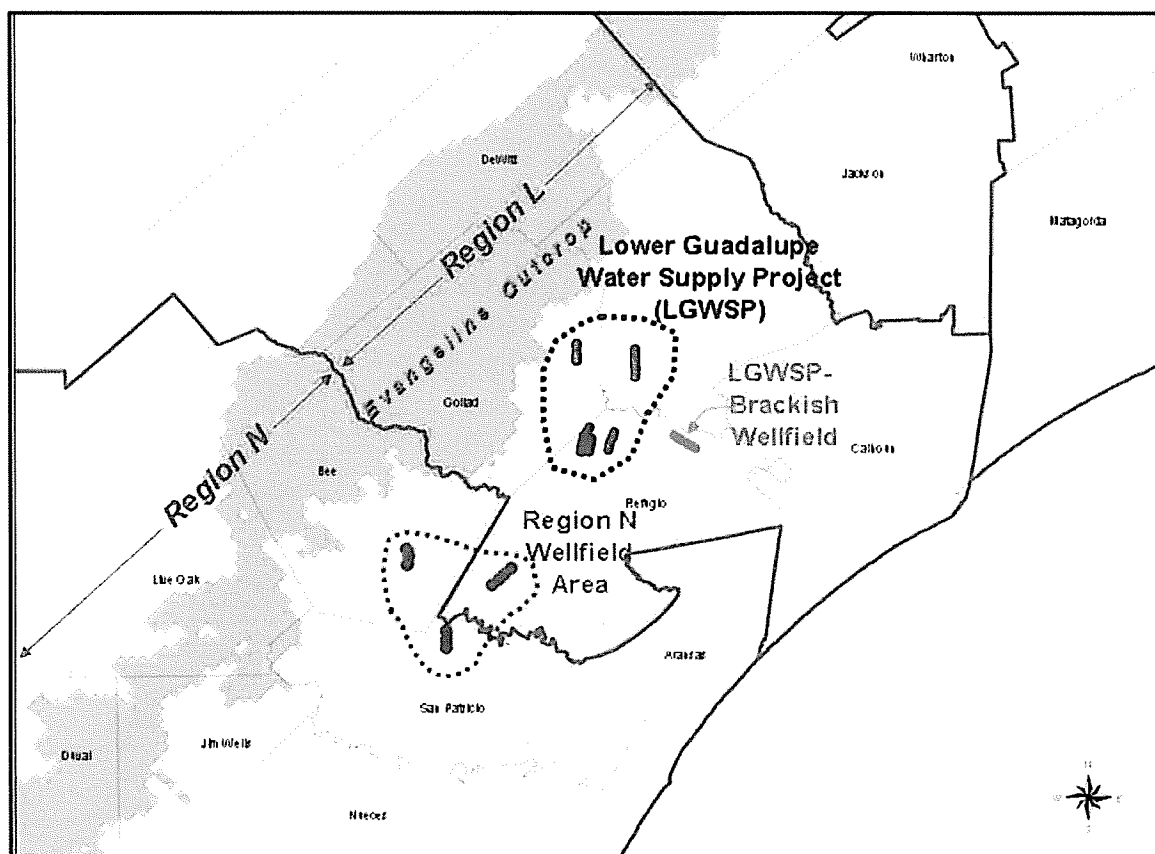 Wharton
DeWitt
Jackson
Matagorda
Region L
Evangeline Outcrop
Lower Guadalupe
Water Supply Project
(LGWSP)
LGWSP-
Brackish
Wellfield
Goliad
Calhoun
Region N
Bee
Refugio
Region N
Wellfield
Area
Live Oak
Aransas
San Patricio
Duval
Jim Wells
Nueces
N
W
E
S